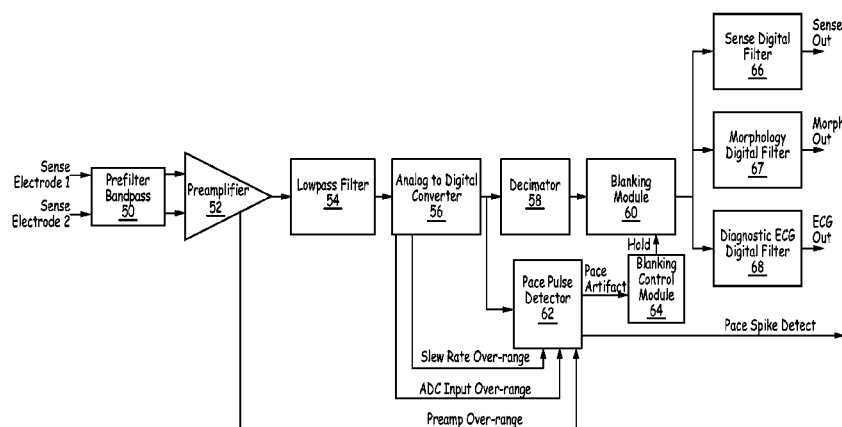 Sense
Electrode 1
Sense
Electrode 2
Prefilter
Bandpass
50
Preamplifier
52
Lowpass Filter
54
Analog to Digital
Converter
56
Decimator
58
Blanking
Module
60
Sense Digital
Filter
66
Sense
Out
Morphology
Digital Filter
67
Morph
Out
Diagnostic ECG
Digital Filter
68
ECG
Out
Hold
Pace Pulse
Detector
62
Pace
Artifact
Blanking
Control
Module
64
Pace Spike Detect
Slew Rate Over-range
ADC Input Over-range
Preamp Over-range